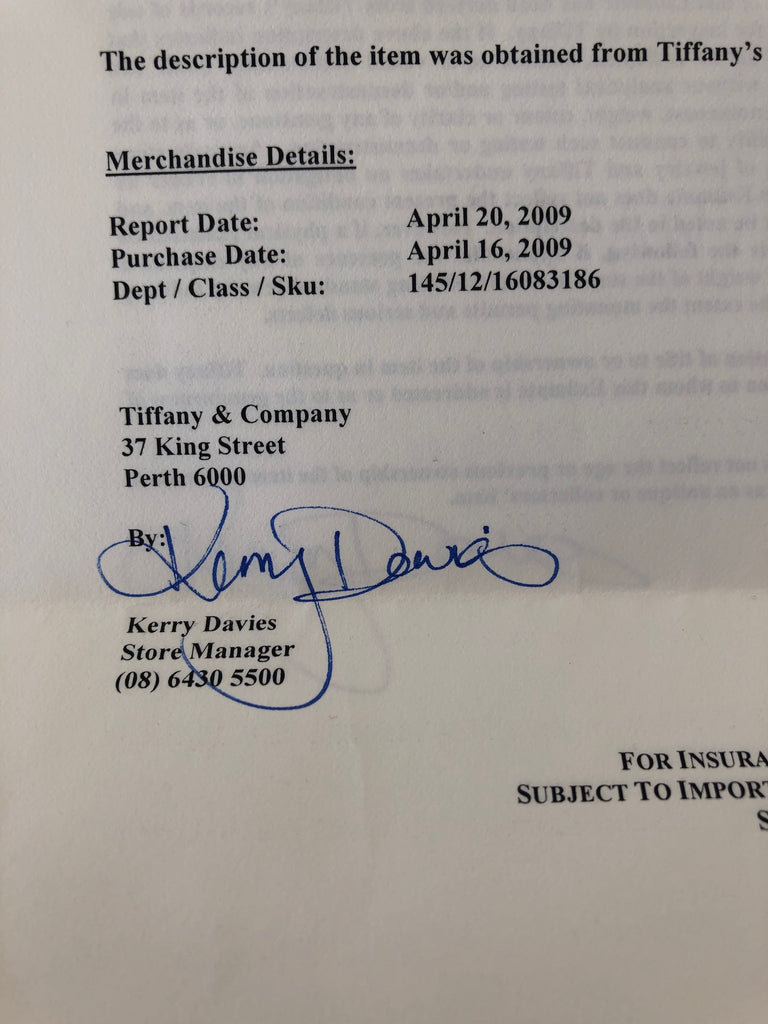 The description of the item was obtained from Tiffany's
Merchandise Details:
Report Date: April 20, 2009
Purchase Date: April 16, 2009
Dept / Class / Sku: 145/12/16083186
Tiffany & Company
37 King Street
Perth 6000
By: Kerry Davies
Kerry Davies
Store Manager
(08) 6430 5500
FOR INSURA
SUBJECT TO IMPORT
S